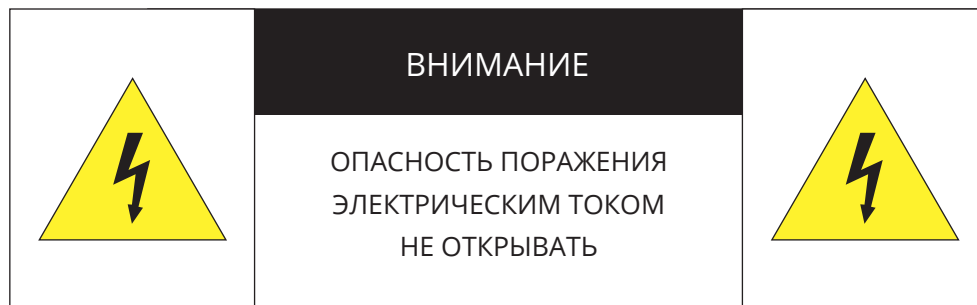 ВНИМАНИЕ
ОПАСНОСТЬ ПОРАЖЕНИЯ
ЭЛЕКТРИЧЕСКИМ ТОКОМ
НЕ ОТКРЫВАТЬ